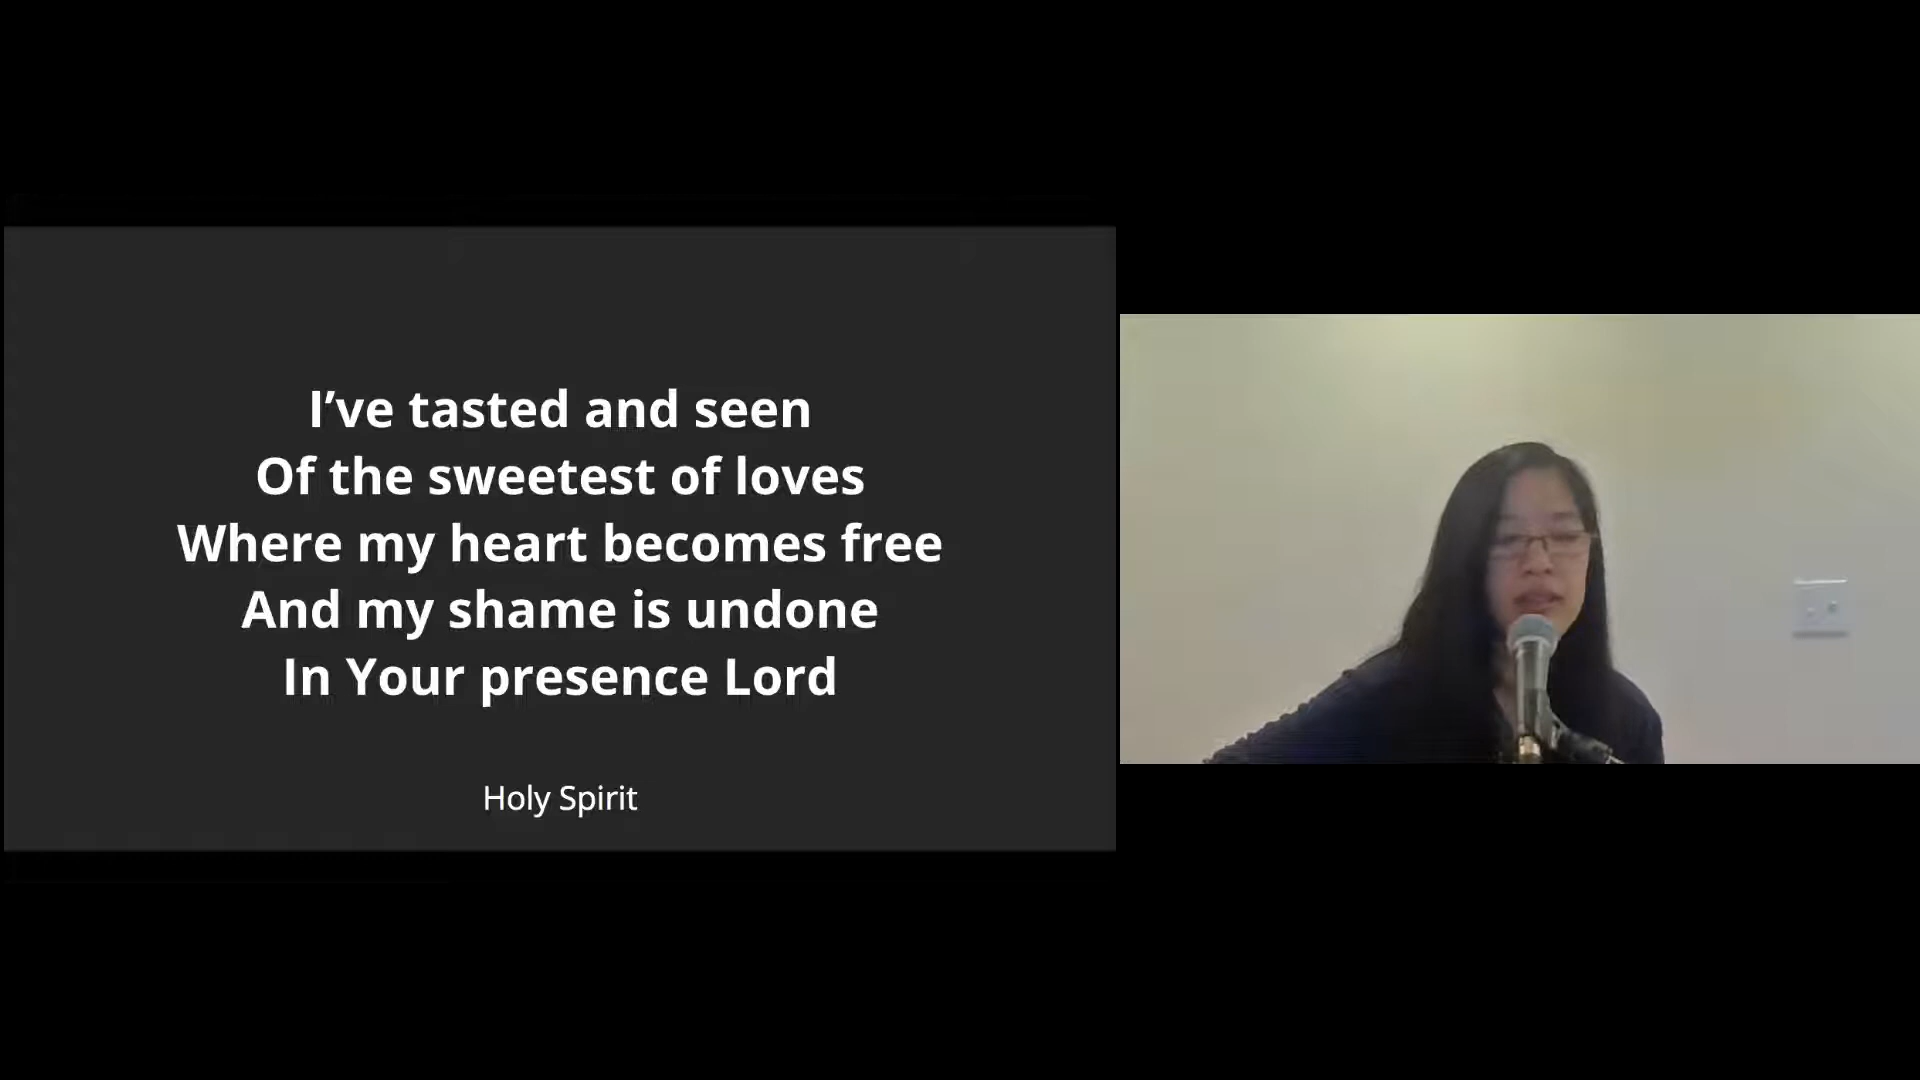 I’ve tasted and seen
Of the sweetest of loves
Where my heart becomes free
And my shame is undone
In Your presence Lord
Holy Spirit